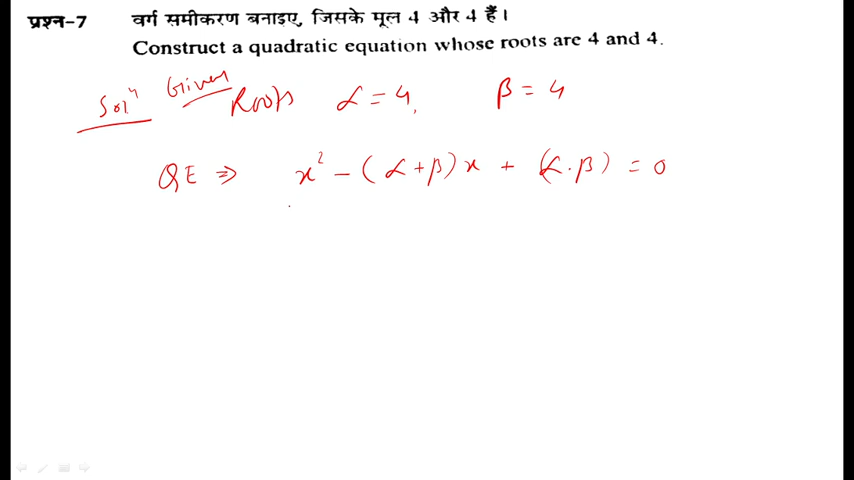 प्रश्न-7 वर्ग समीकरण बनाइए, जिसके मूल 4 और 4 हैं।
Construct a quadratic equation whose roots are 4 and 4.
Solⁿ Given Roots α = 4, β = 4
QE ⇒ x² - (α + β)x + (α . β) = 0